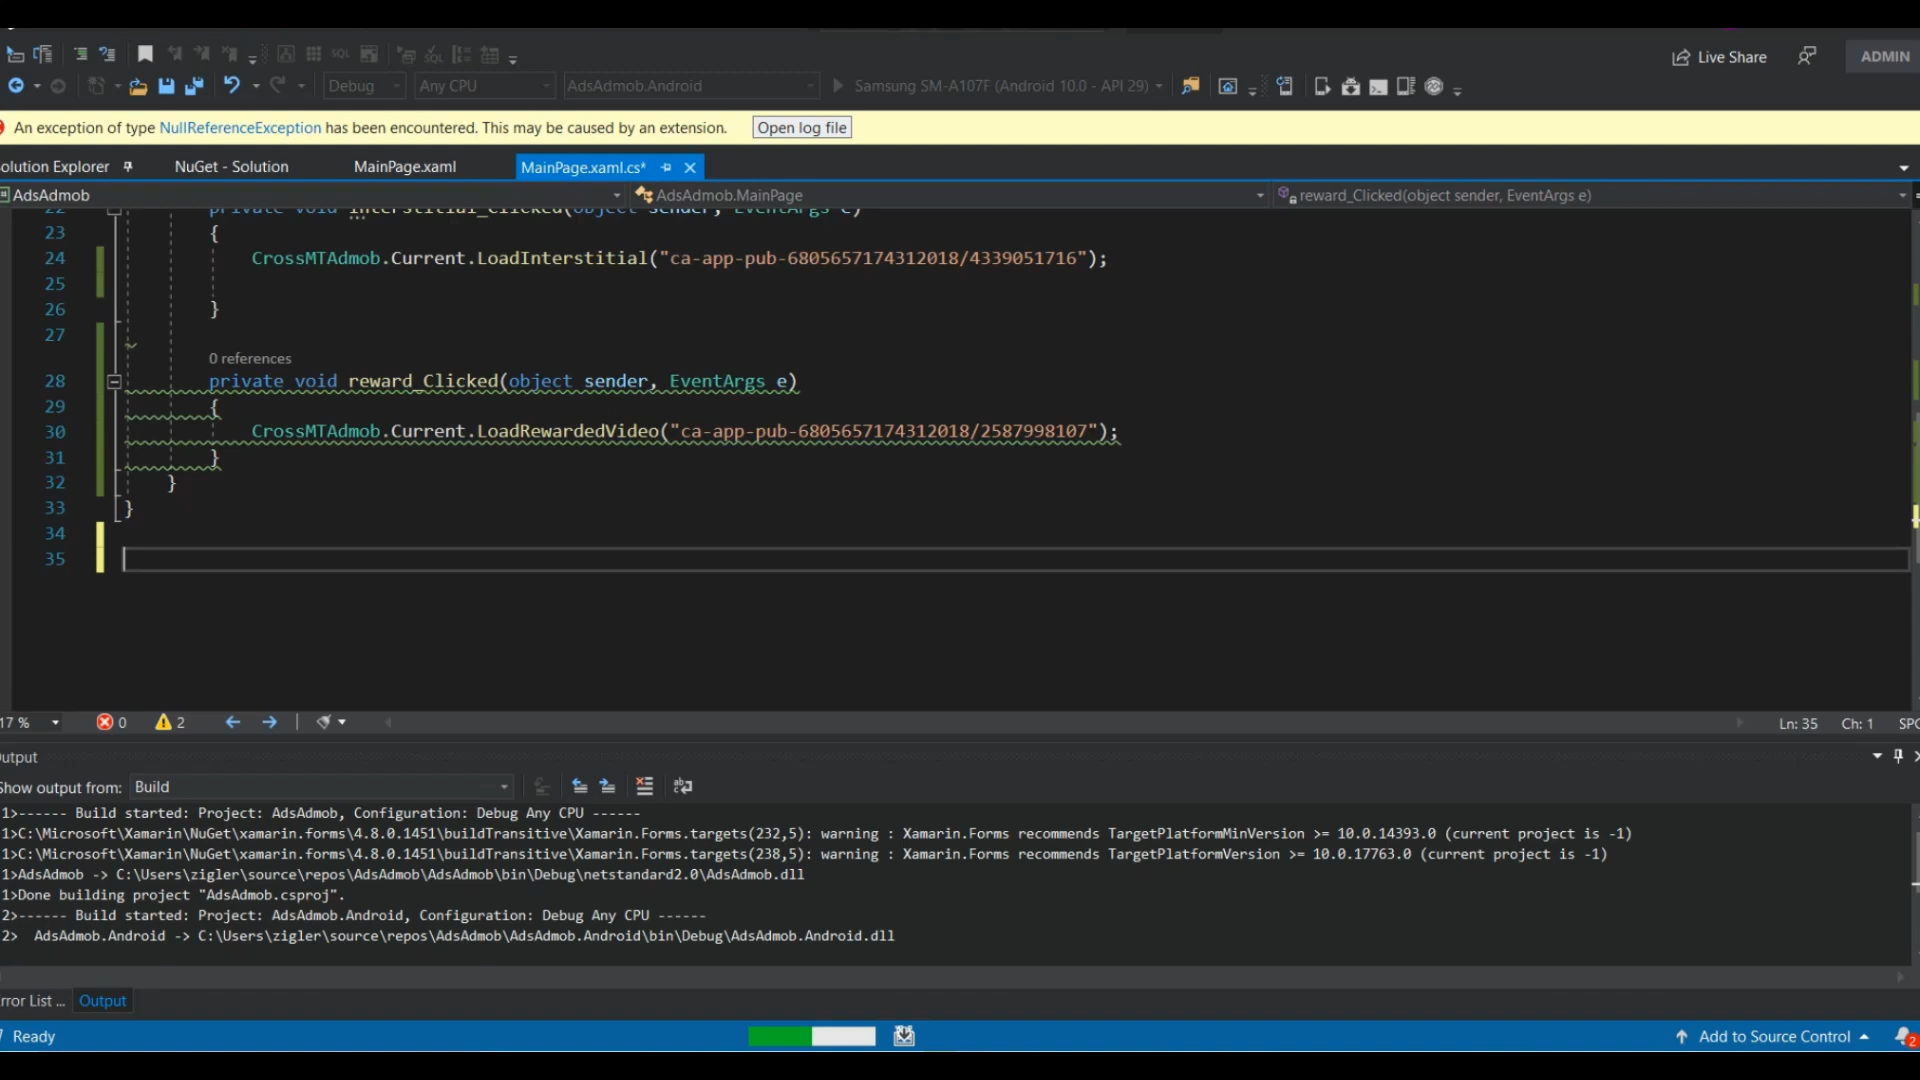 Live Share
ADMIN
Debug
Any CPU
AdsAdmob.Android
Samsung SM-A107F (Android 10.0 - API 29)
An exception of type NullReferenceException has been encountered. This may be caused by an extension.
Open log file
olution Explorer
NuGet - Solution
MainPage.xaml
MainPage.xaml.cs*
AdsAdmob
AdsAdmob.MainPage
reward_Clicked(object sender, EventArgs e)
22 private void interstitial_Clicked(object sender, EventArgs e)
23 {
24 CrossMTAdmob.Current.LoadInterstitial("ca-app-pub-6805657174312018/4339051716");
25
26 }
27
0 references
28 private void reward_Clicked(object sender, EventArgs e)
29 {
30 CrossMTAdmob.Current.LoadRewardedVideo("ca-app-pub-6805657174312018/2587998107");
31 }
32 }
33 }
34
35
17 %
0
2
Ln: 35
Ch: 1
SPC
utput
Show output from:
Build
1>------ Build started: Project: AdsAdmob, Configuration: Debug Any CPU ------
1>C:\Microsoft\Xamarin\NuGet\xamarin.forms\4.8.0.1451\buildTransitive\Xamarin.Forms.targets(232,5): warning : Xamarin.Forms recommends TargetPlatformMinVersion >= 10.0.14393.0 (current project is -1)
1>C:\Microsoft\Xamarin\NuGet\xamarin.forms\4.8.0.1451\buildTransitive\Xamarin.Forms.targets(238,5): warning : Xamarin.Forms recommends TargetPlatformVersion >= 10.0.17763.0 (current project is -1)
1>AdsAdmob -> C:\Users\zigler\source\repos\AdsAdmob\AdsAdmob\bin\Debug\netstandard2.0\AdsAdmob.dll
1>Done building project "AdsAdmob.csproj".
2>------ Build started: Project: AdsAdmob.Android, Configuration: Debug Any CPU ------
2> AdsAdmob.Android -> C:\Users\zigler\source\repos\AdsAdmob\AdsAdmob.Android\bin\Debug\AdsAdmob.Android.dll
rror List ...
Output
Ready
Add to Source Control
2